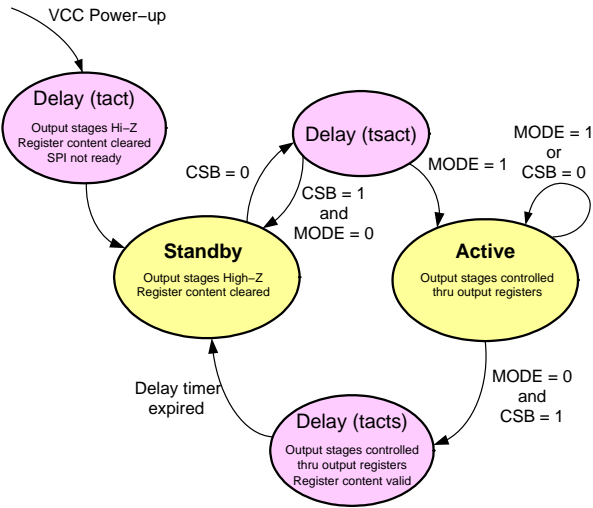 VCC Power−up
Delay (tact)
Output stages Hi−Z
Register content cleared
SPI not ready
Delay (tsact)
CSB = 0
CSB = 1
and
MODE = 0
MODE = 1
MODE = 1
or
CSB = 0
Standby
Output stages High−Z
Register content cleared
Active
Output stages controlled
thru output registers
Delay timer
expired
Delay (tacts)
Output stages controlled
thru output registers
Register content valid
MODE = 0
and
CSB = 1